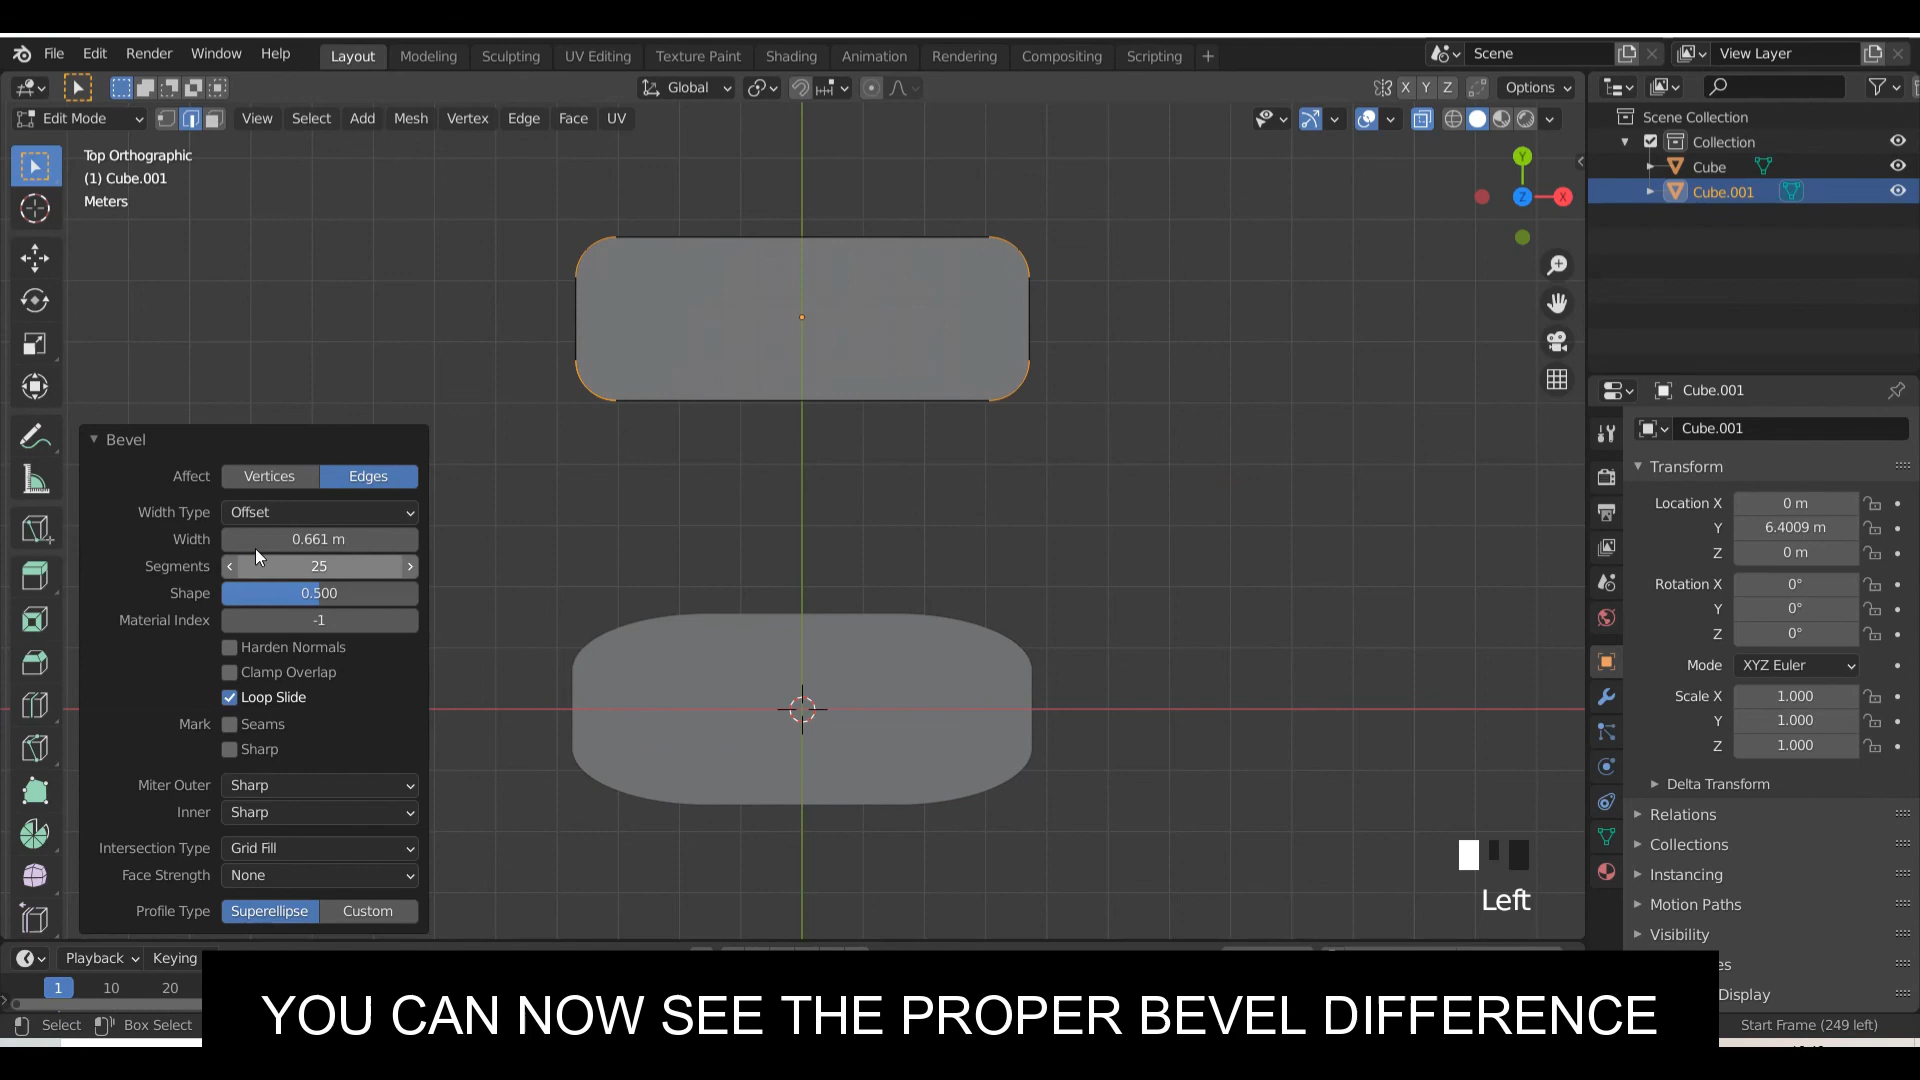 File Edit Render Window Help Layout Modeling Sculpting UV Editing Texture Paint Shading Animation Rendering Compositing Scripting + Scene View Layer
Global X Y Z Options
Edit Mode View Select Add Mesh Vertex Edge Face UV
Top Orthographic
(1) Cube.001
Meters
Y
Z
X
Scene Collection
Collection
Cube
Cube.001
Bevel
Affect Vertices Edges
Width Type Offset
Width 0.661 m
Segments 25
Shape 0.500
Material Index -1
Harden Normals
Clamp Overlap
Loop Slide
Mark Seams
Sharp
Miter Outer Sharp
Inner Sharp
Intersection Type Grid Fill
Face Strength None
Profile Type Superellipse Custom
Left
Cube.001
Cube.001
Transform
Location X 0 m
Y 6.4009 m
Z 0 m
Rotation X 0°
Y 0°
Z 0°
Mode XYZ Euler
Scale X 1.000
Y 1.000
Z 1.000
Delta Transform
Relations
Collections
Instancing
Motion Paths
Visibility
es
Display
Playback Keying
1 10 20
Select Box Select
Start Frame (249 left)
YOU CAN NOW SEE THE PROPER BEVEL DIFFERENCE